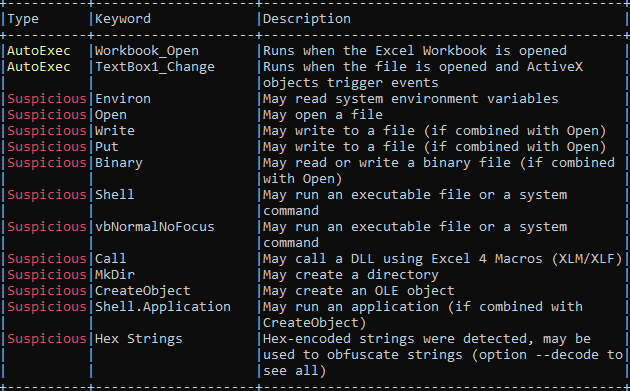 Type |Keyword |Description
AutoExec |Workbook_Open |Runs when the Excel Workbook is opened
AutoExec |TextBox1_Change |Runs when the file is opened and ActiveX
objects trigger events
Suspicious|Environ |May read system environment variables
Suspicious|Open |May open a file
Suspicious|Write |May write to a file (if combined with Open)
Suspicious|Put |May write to a file (if combined with Open)
Suspicious|Binary |May read or write a binary file (if combined
with Open)
Suspicious|Shell |May run an executable file or a system
command
Suspicious|vbNormalNoFocus |May run an executable file or a system
command
Suspicious|Call |May call a DLL using Excel 4 Macros (XLM/XLF)
Suspicious|MkDir |May create a directory
Suspicious|CreateObject |May create an OLE object
Suspicious|Shell.Application |May run an application (if combined with
CreateObject)
Suspicious|Hex Strings |Hex-encoded strings were detected, may be
used to obfuscate strings (option --decode to
see all)